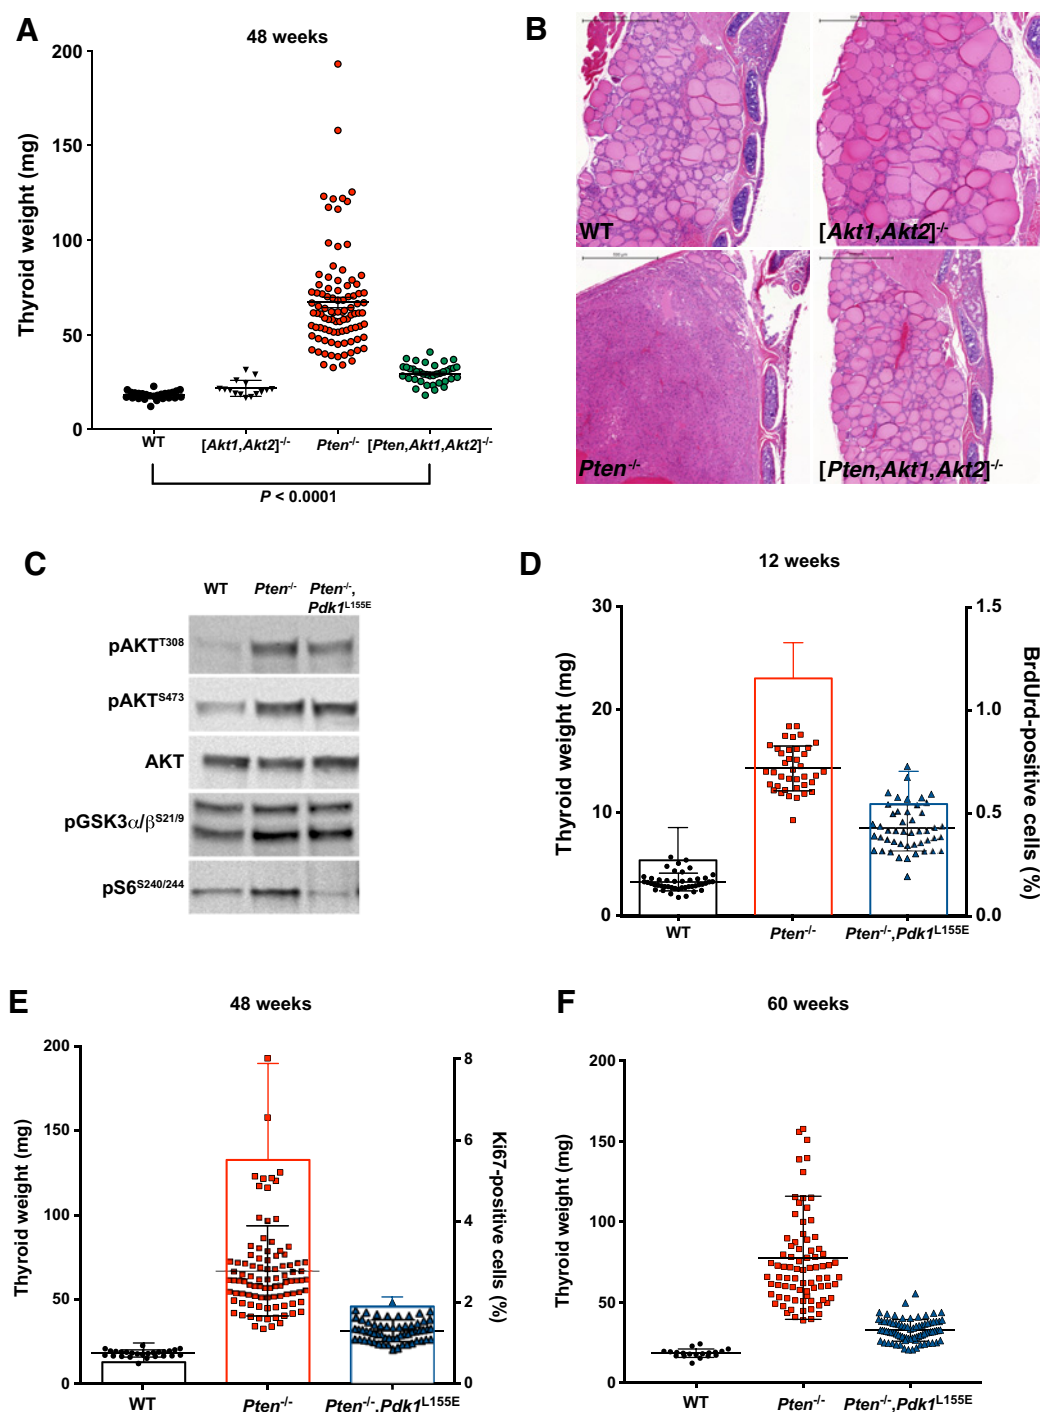 A
48 weeks
Thyroid weight (mg)
200
150
100
50
0
WT
[Akt1,Akt2]-/-
Pten-/-
[Pten,Akt1,Akt2]-/-
P < 0.0001
B
WT
[Akt1,Akt2]-/-
Pten-/-
[Pten,Akt1,Akt2]-/-
C
WT
Pten-/-
Pten-/-,
Pdk1L155E
pAKTT308
pAKTS473
AKT
pGSK3α/βS21/9
pS6S240/244
D
12 weeks
Thyroid weight (mg)
30
20
10
0
1.5
1.0
0.5
0.0
BrdUrd-positive cells (%)
WT
Pten-/-
Pten-/-,Pdk1L155E
E
48 weeks
Thyroid weight (mg)
200
150
100
50
0
8
6
4
2
0
Ki67-positive cells (%)
WT
Pten-/-
Pten-/-,Pdk1L155E
F
60 weeks
Thyroid weight (mg)
200
150
100
50
0
WT
Pten-/-
Pten-/-,Pdk1L155E